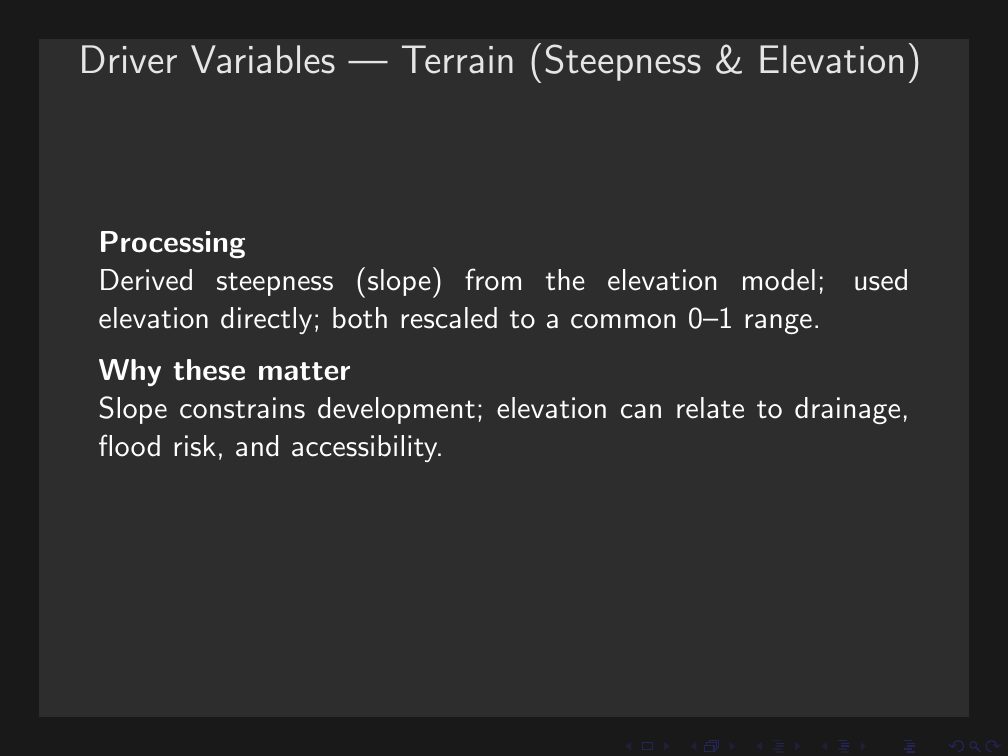 Driver Variables — Terrain (Steepness & Elevation)
Processing
Derived steepness (slope) from the elevation model; used
elevation directly; both rescaled to a common 0–1 range.
Why these matter
Slope constrains development; elevation can relate to drainage,
flood risk, and accessibility.